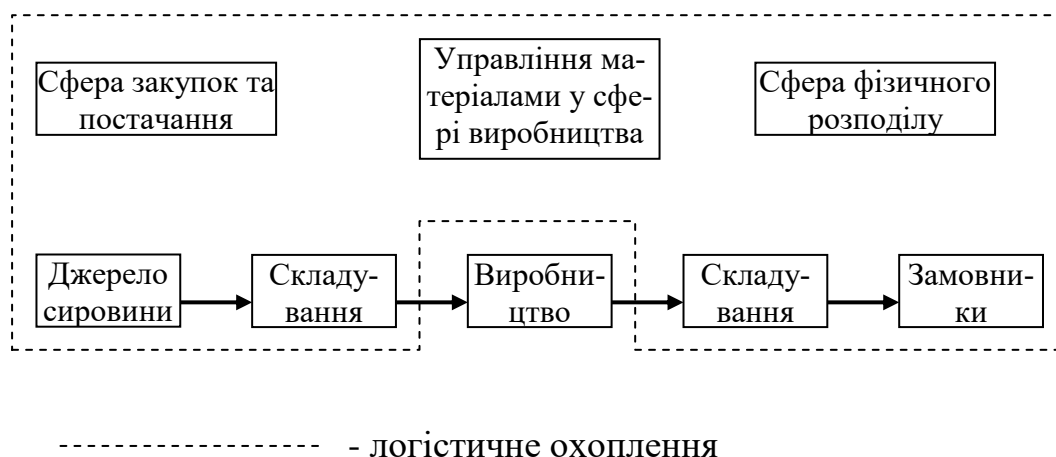 Сфера закупок та
постачання
Управління ма-
теріалами у сфе-
рі виробництва
Сфера фізичного
розподілу
Джерело
сировини
Складу-
вання
Виробни-
цтво
Складу-
вання
Замовни-
ки
- логістичне охоплення